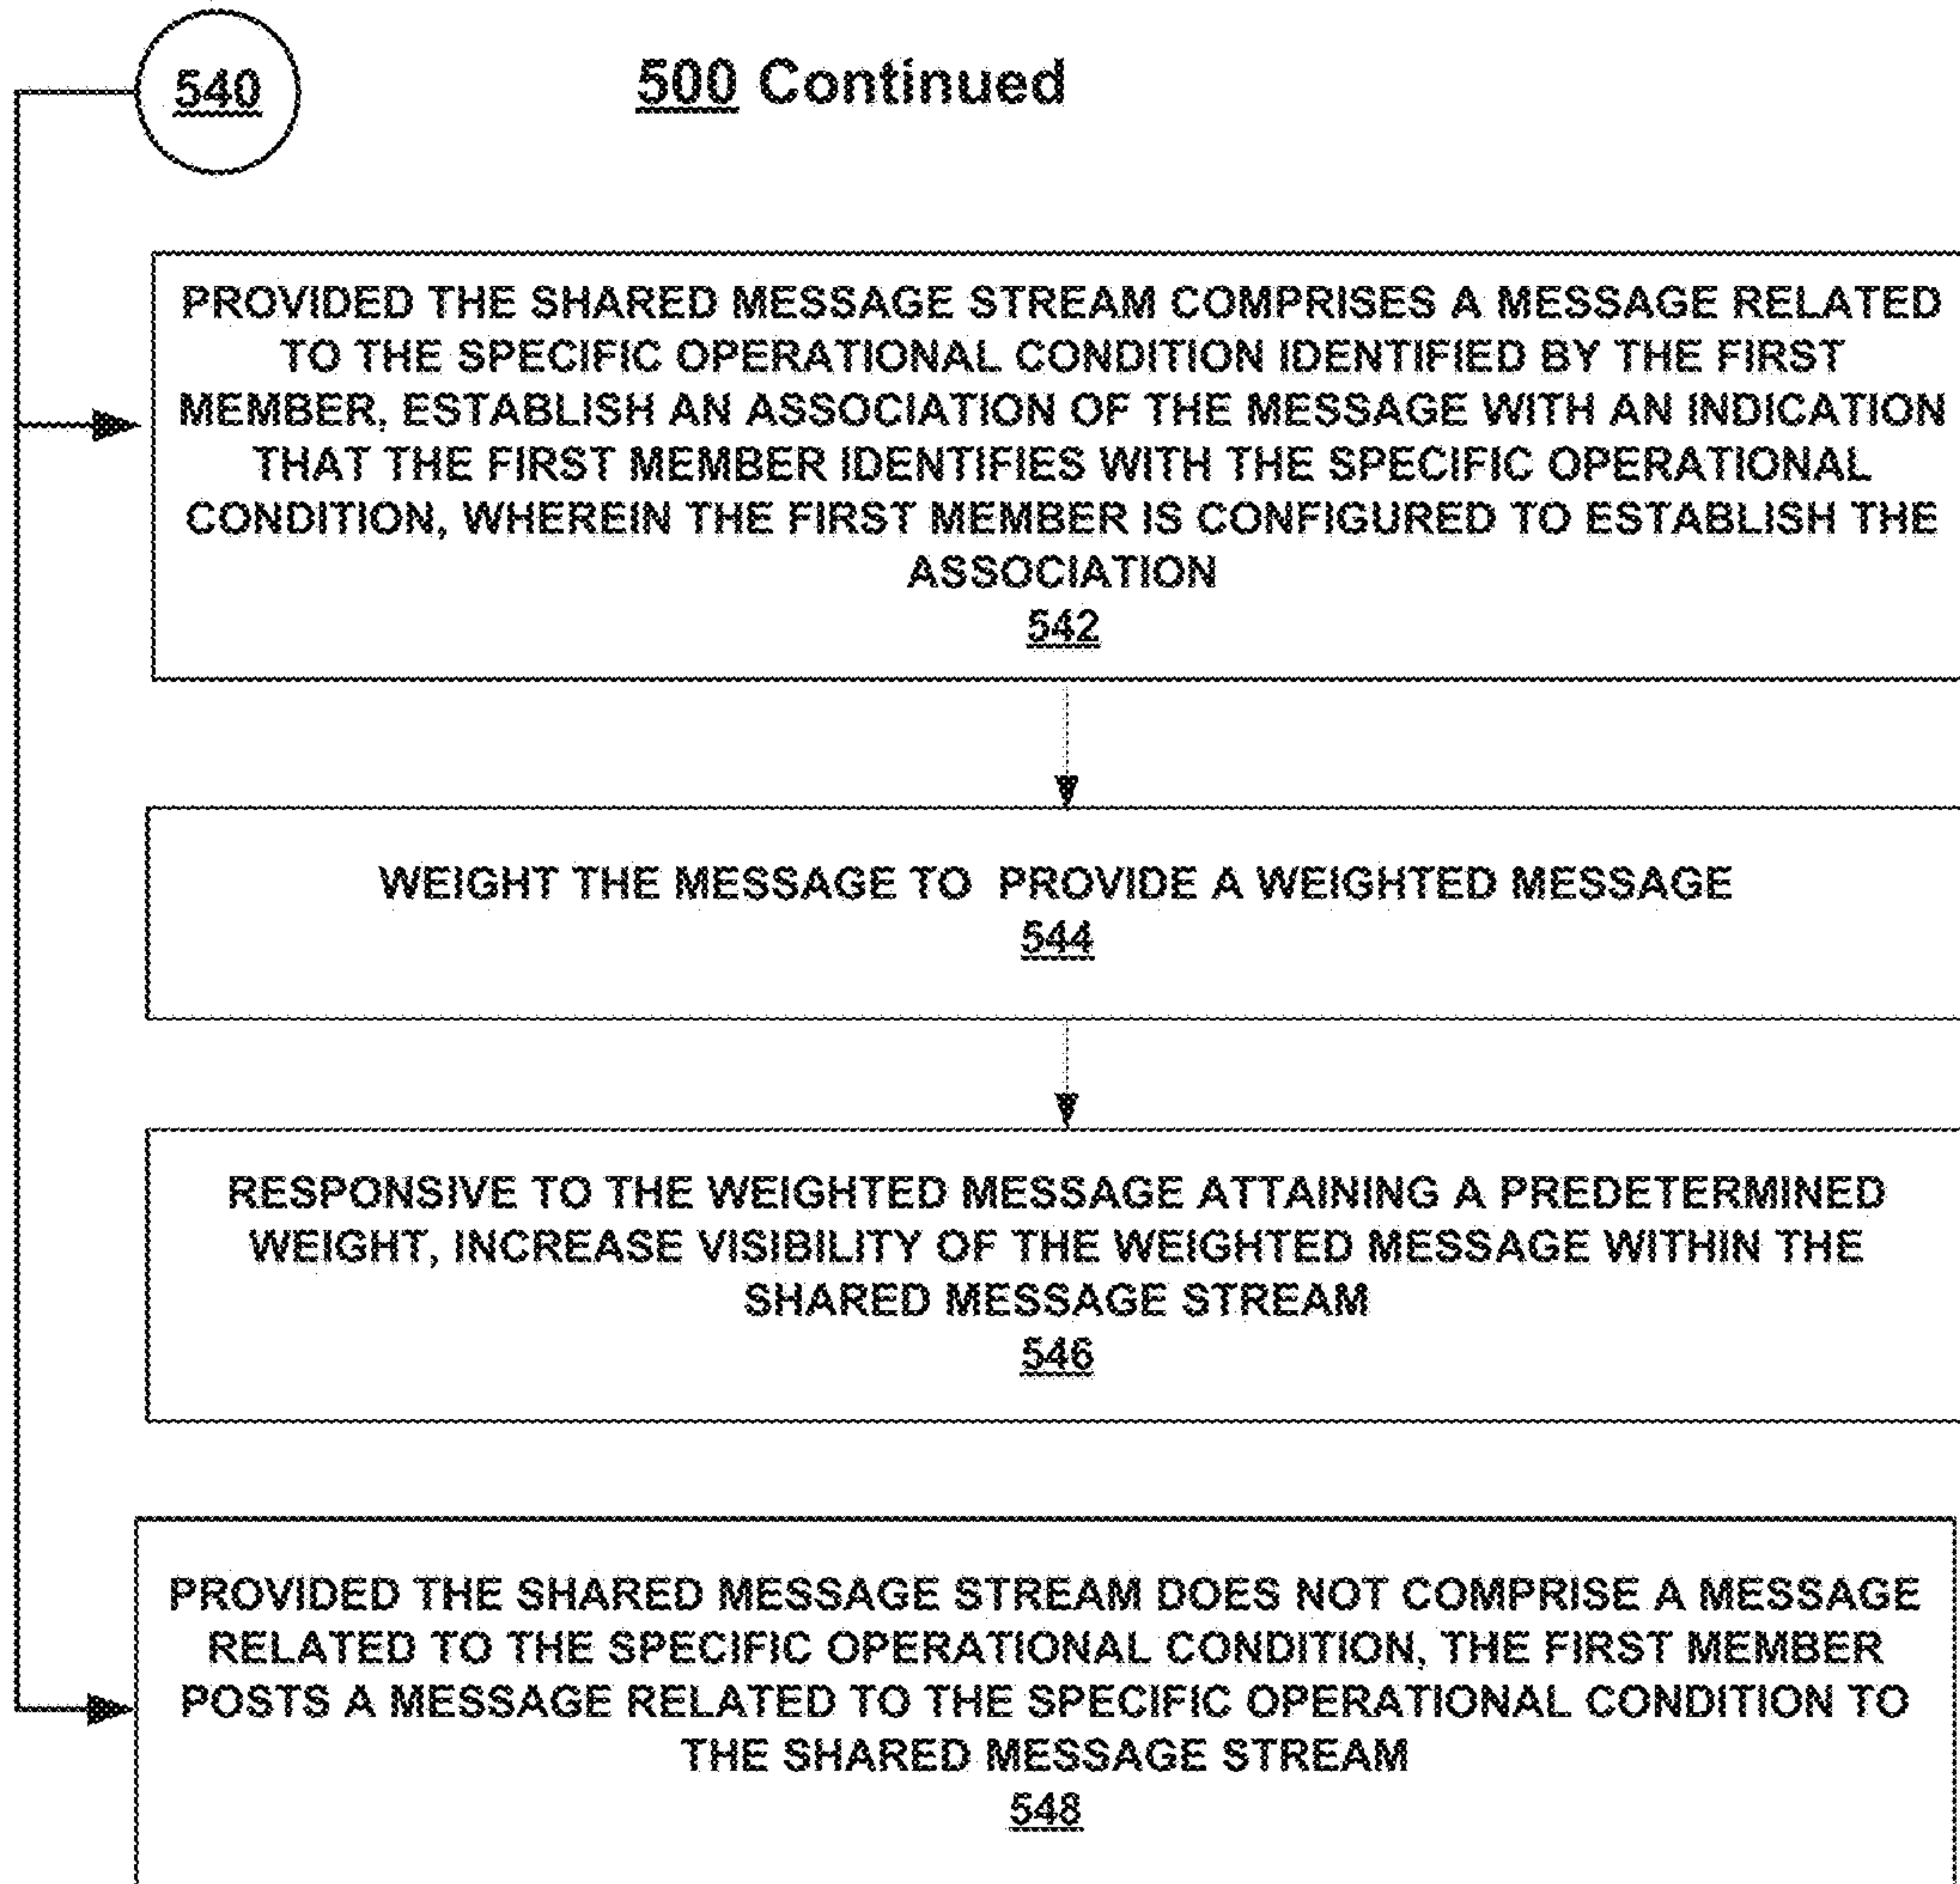 540
500 Continued
PROVIDED THE SHARED MESSAGE STREAM COMPRISES A MESSAGE RELATED
TO THE SPECIFIC OPERATIONAL CONDITION IDENTIFIED BY THE FIRST
MEMBER, ESTABLISH AN ASSOCIATION OF THE MESSAGE WITH AN INDICATION
THAT THE FIRST MEMBER IDENTIFIES WITH THE SPECIFIC OPERATIONAL
CONDITION, WHEREIN THE FIRST MEMBER IS CONFIGURED TO ESTABLISH THE
ASSOCIATION
542
WEIGHT THE MESSAGE TO PROVIDE A WEIGHTED MESSAGE
544
RESPONSIVE TO THE WEIGHTED MESSAGE ATTAINING A PREDETERMINED
WEIGHT, INCREASE VISIBILITY OF THE WEIGHTED MESSAGE WITHIN THE
SHARED MESSAGE STREAM
546
PROVIDED THE SHARED MESSAGE STREAM DOES NOT COMPRISE A MESSAGE
RELATED TO THE SPECIFIC OPERATIONAL CONDITION, THE FIRST MEMBER
POSTS A MESSAGE RELATED TO THE SPECIFIC OPERATIONAL CONDITION TO
THE SHARED MESSAGE STREAM
548